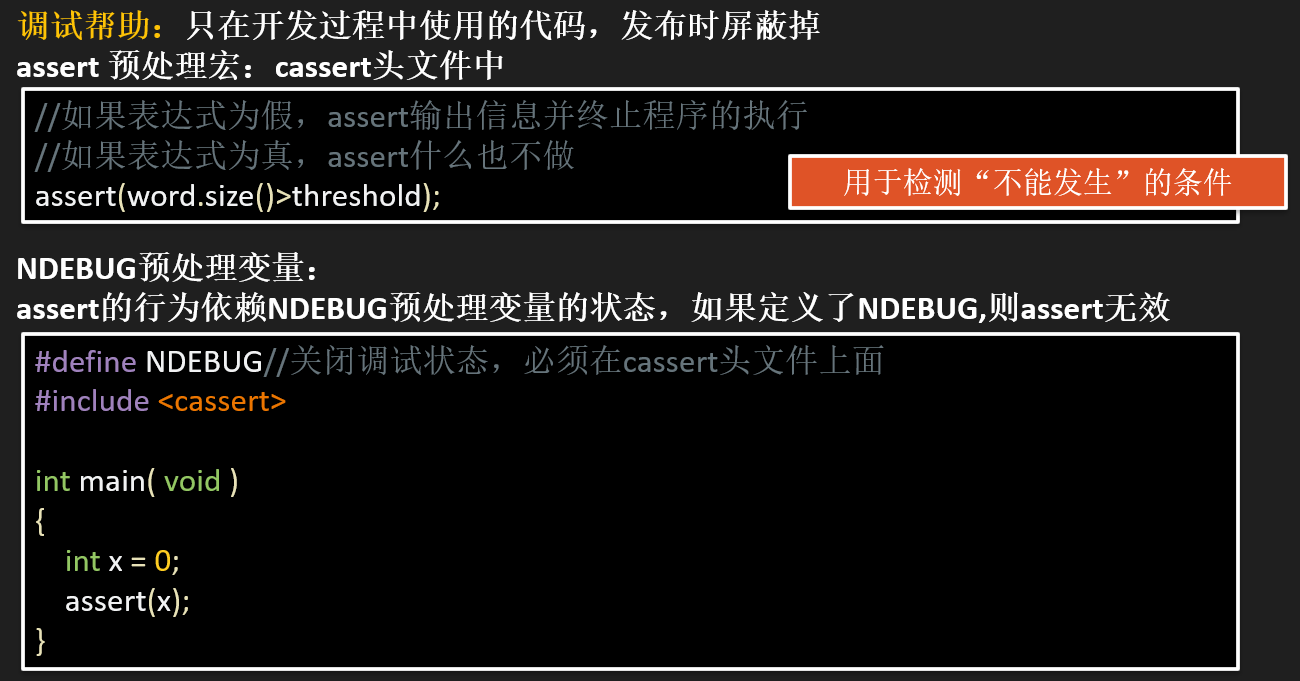 调试帮助：只在开发过程中使用的代码，发布时屏蔽掉
assert 预处理宏：cassert头文件中
//如果表达式为假，assert输出信息并终止程序的执行
//如果表达式为真，assert什么也不做
assert(word.size()>threshold);
用于检测“不能发生”的条件
NDEBUG预处理变量：
assert的行为依赖NDEBUG预处理变量的状态，如果定义了NDEBUG,则assert无效
#define NDEBUG//关闭调试状态，必须在cassert头文件上面
#include <cassert>
int main( void )
{
int x = 0;
assert(x);
}